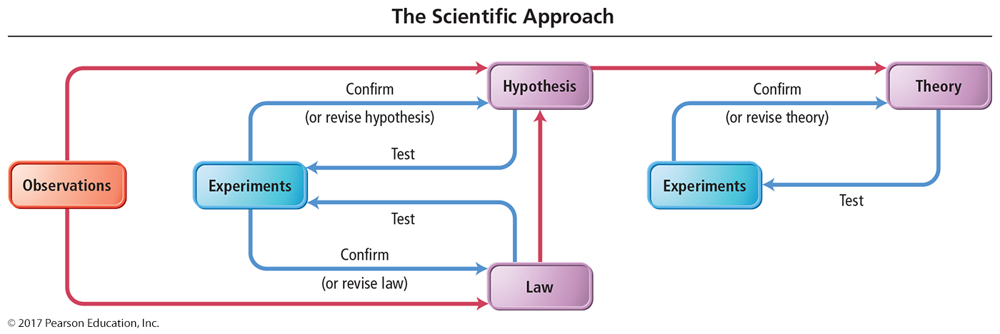 The Scientific Approach
Hypothesis
Theory
Confirm
(or revise hypothesis)
Confirm
(or revise theory)
Test
Observations
Experiments
Experiments
Test
Test
Confirm
(or revise law)
Law
© 2017 Pearson Education, Inc.